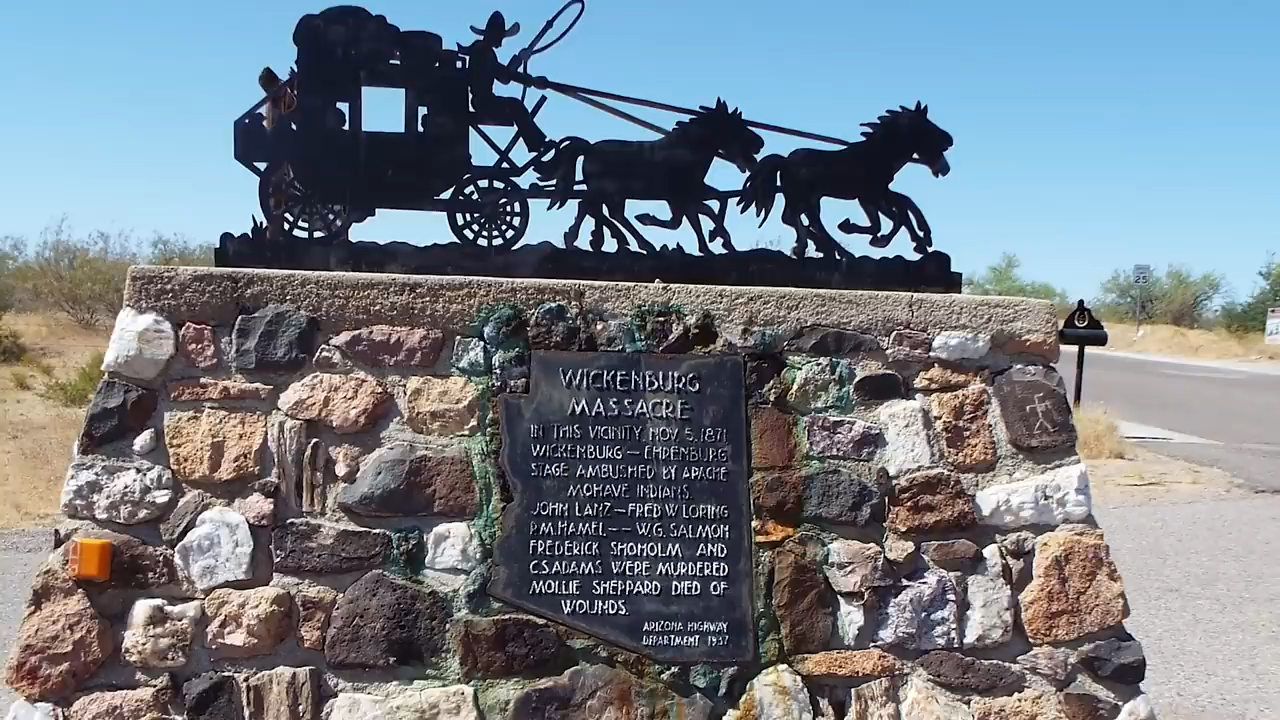 WICKENBURG
MASSACRE
IN THIS VICINITY, NOV. 5, 1871,
WICKENBURG — EHRENBURG
STAGE AMBUSHED BY APACHE
MOHAVE INDIANS.
JOHN LANZ — FRED W. LORING
P.M. HAMEL — — W.G. SALMON
FREDERICK SHOHOLM AND
C.S. ADAMS WERE MURDERED
MOLLIE SHEPPARD DIED OF
WOUNDS.
ARIZONA HIGHWAY
DEPARTMENT 1937
25